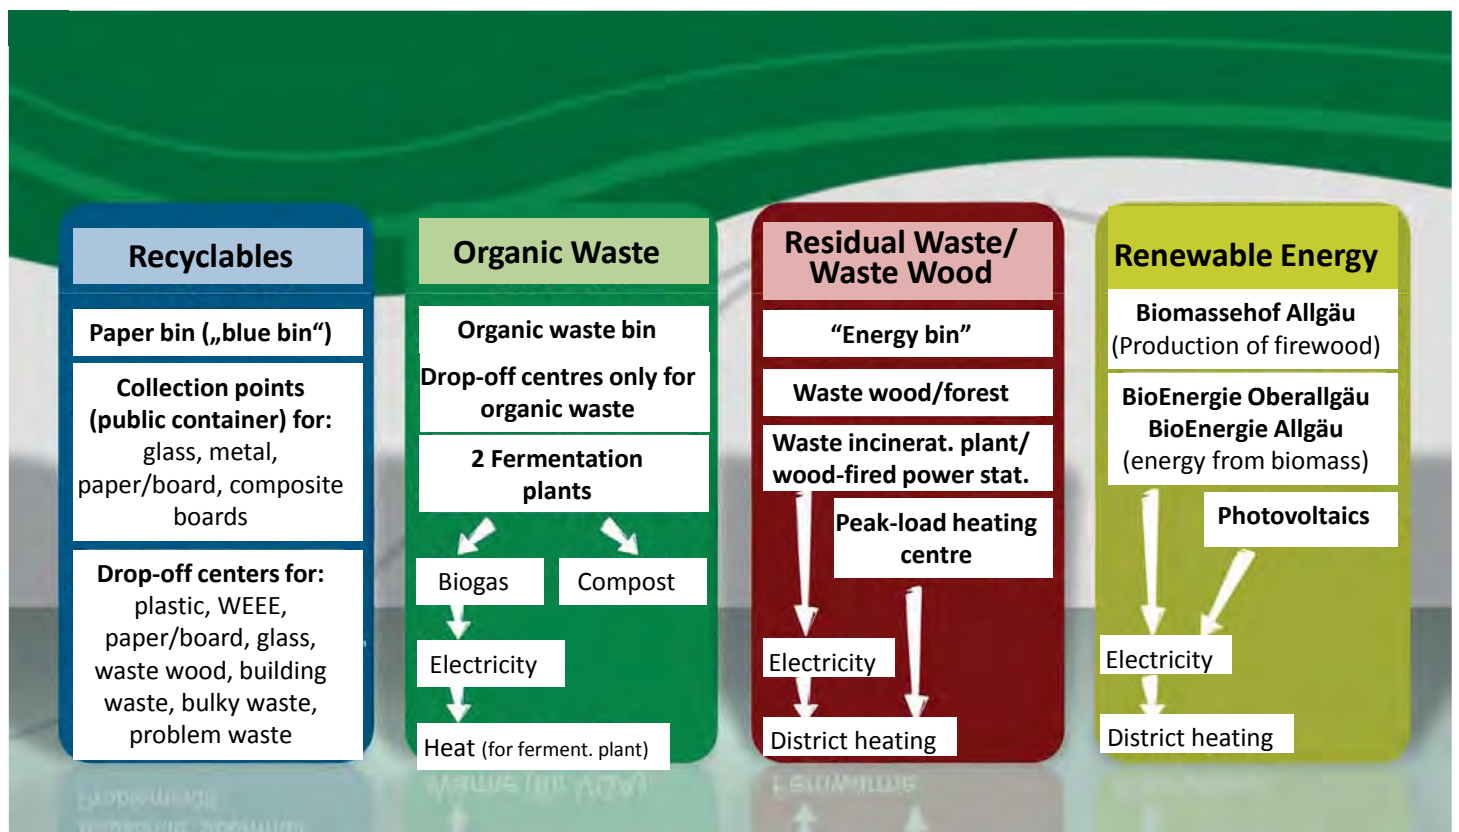 Recyclables
Paper bin („blue bin“)
Collection points
(public container) for:
glass, metal,
paper/board, composite
boards
Drop-off centers for:
plastic, WEEE,
paper/board, glass,
waste wood, building
waste, bulky waste,
problem waste
Organic Waste
Organic waste bin
Drop-off centres only for
organic waste
2 Fermentation
plants
Biogas
Compost
Electricity
Heat (for ferment. plant)
Residual Waste/
Waste Wood
“Energy bin”
Waste wood/forest
Waste incinerat. plant/
wood-fired power stat.
Peak-load heating
centre
Electricity
District heating
Renewable Energy
Biomassehof Allgäu
(Production of firewood)
BioEnergie Oberallgäu
BioEnergie Allgäu
(energy from biomass)
Photovoltaics
Electricity
District heating
Wärme (für VGA)
Fernwärme